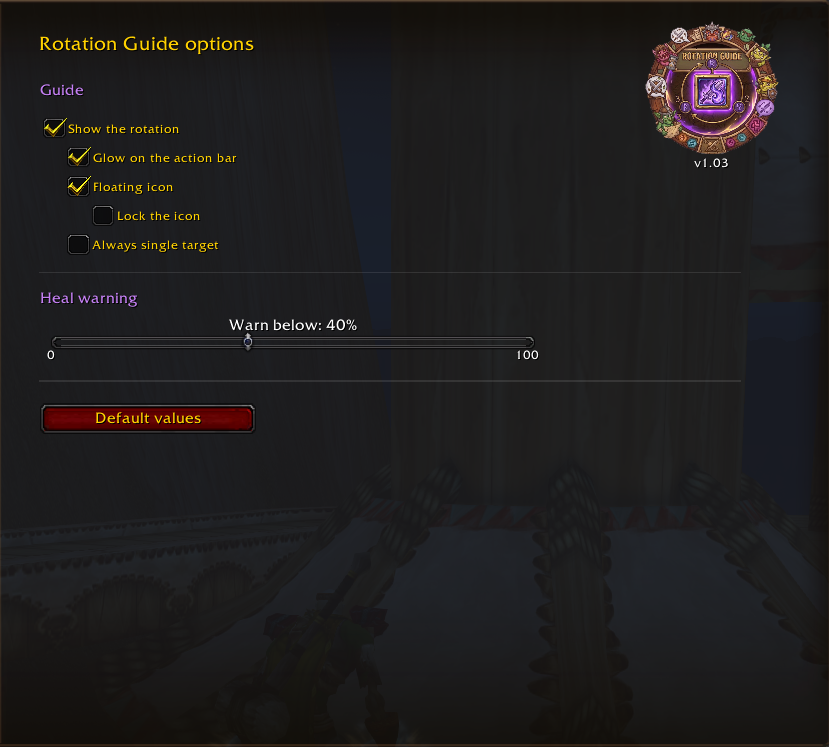 Rotation Guide options
ROTATION GUIDE
v1.03
Guide
Show the rotation
Glow on the action bar
Floating icon
Lock the icon
Always single target
Heal warning
Warn below: 40%
0
100
Default values